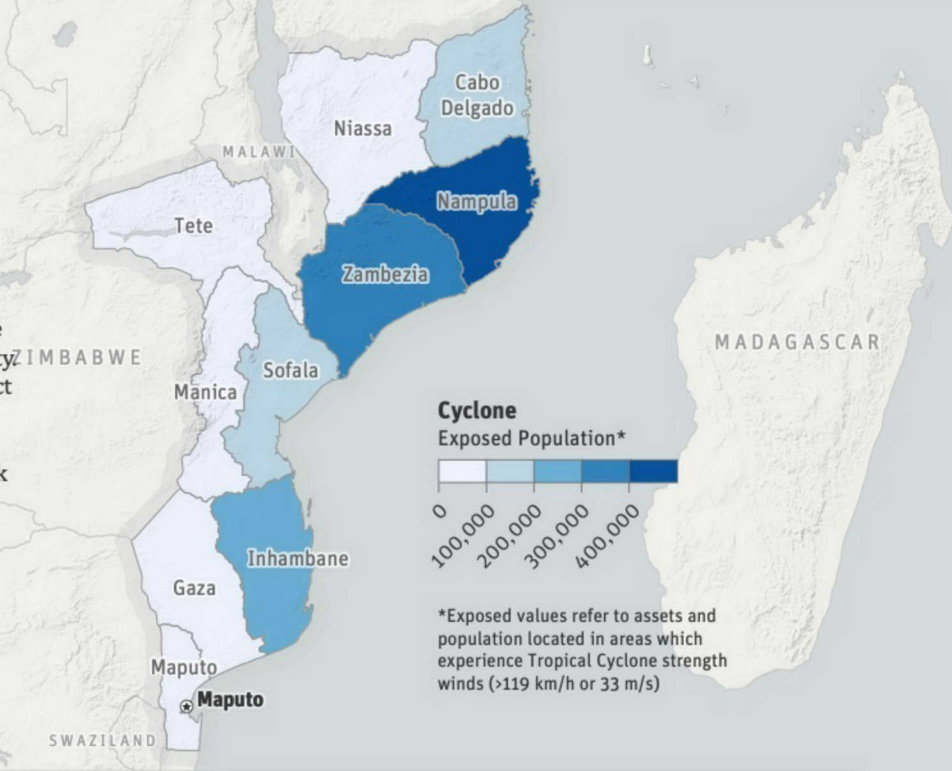 Cabo
Delgado
Niassa
MALAWI
Nampula
Tete
Zambezia
ty.
ZIMBABWE
Sofala
ct
Manica
Cyclone
Exposed Population*
0
100,000
200,000
300,000
400,000
Inhambane
Gaza
Maputo
Maputo
SWAZILAND
MADAGASCAR
*Exposed values refer to assets and
population located in areas which
experience Tropical Cyclone strength
winds (>119 km/h or 33 m/s)